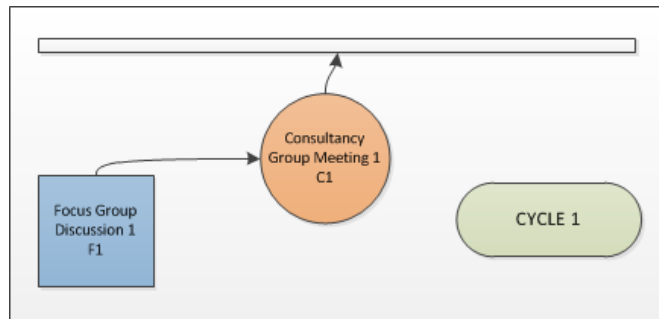 Consultancy
Group Meeting 1
C1
Focus Group
Discussion 1
F1
CYCLE 1